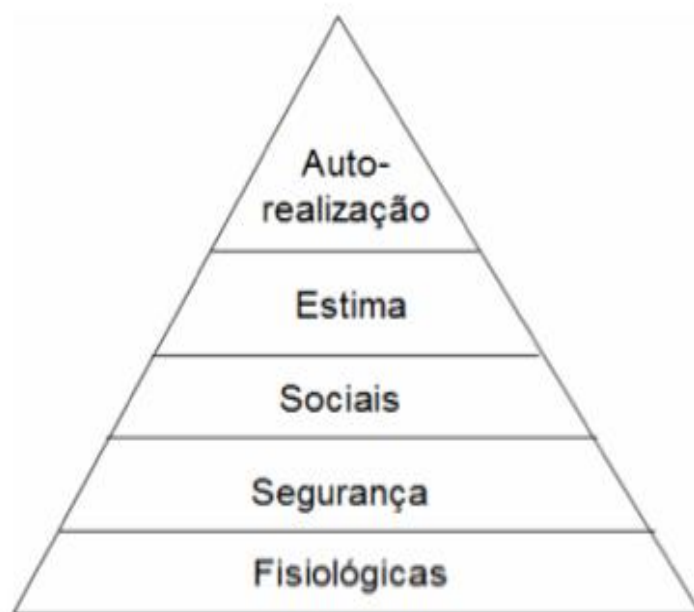 Auto-
realização
Estima
Sociais
Segurança
Fisiológicas